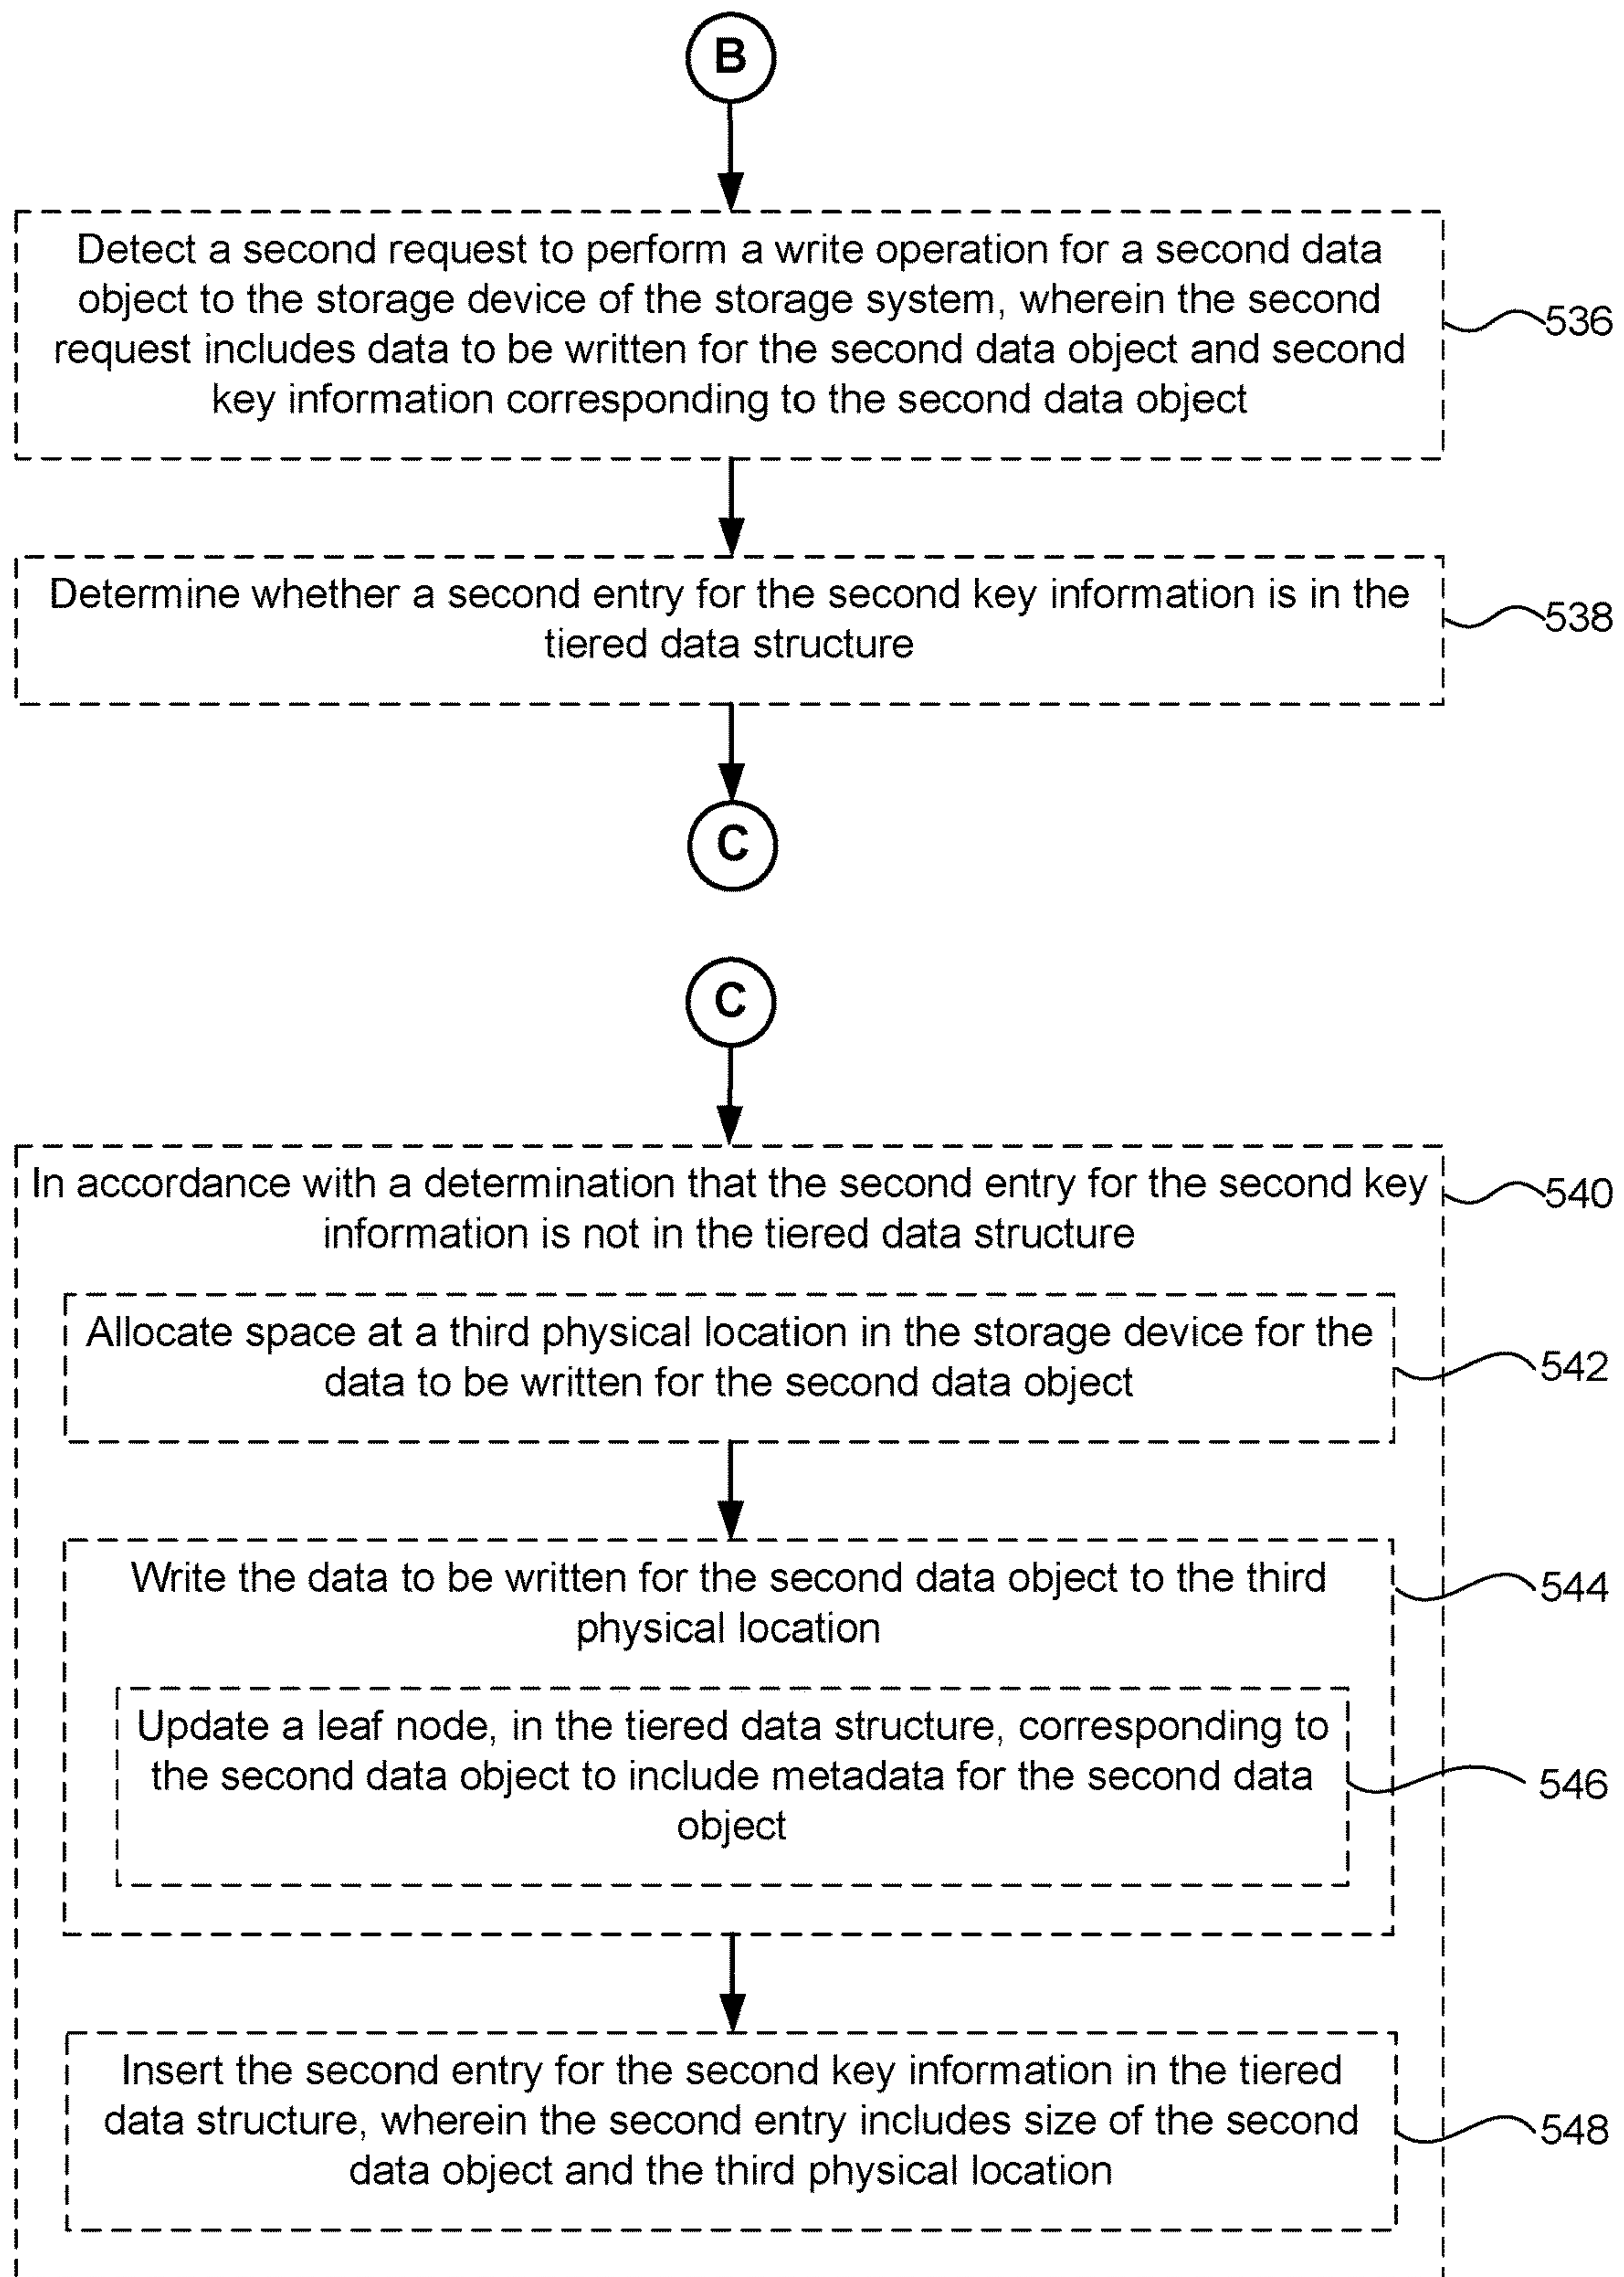 B
Detect a second request to perform a write operation for a second data
object to the storage device of the storage system, wherein the second
request includes data to be written for the second data object and second
key information corresponding to the second data object
536
Determine whether a second entry for the second key information is in the
tiered data structure
538
C
C
In accordance with a determination that the second entry for the second key
information is not in the tiered data structure
540
Allocate space at a third physical location in the storage device for the
data to be written for the second data object
542
Write the data to be written for the second data object to the third
physical location
544
Update a leaf node, in the tiered data structure, corresponding to
the second data object to include metadata for the second data
object
546
Insert the second entry for the second key information in the tiered
data structure, wherein the second entry includes size of the second
data object and the third physical location
548